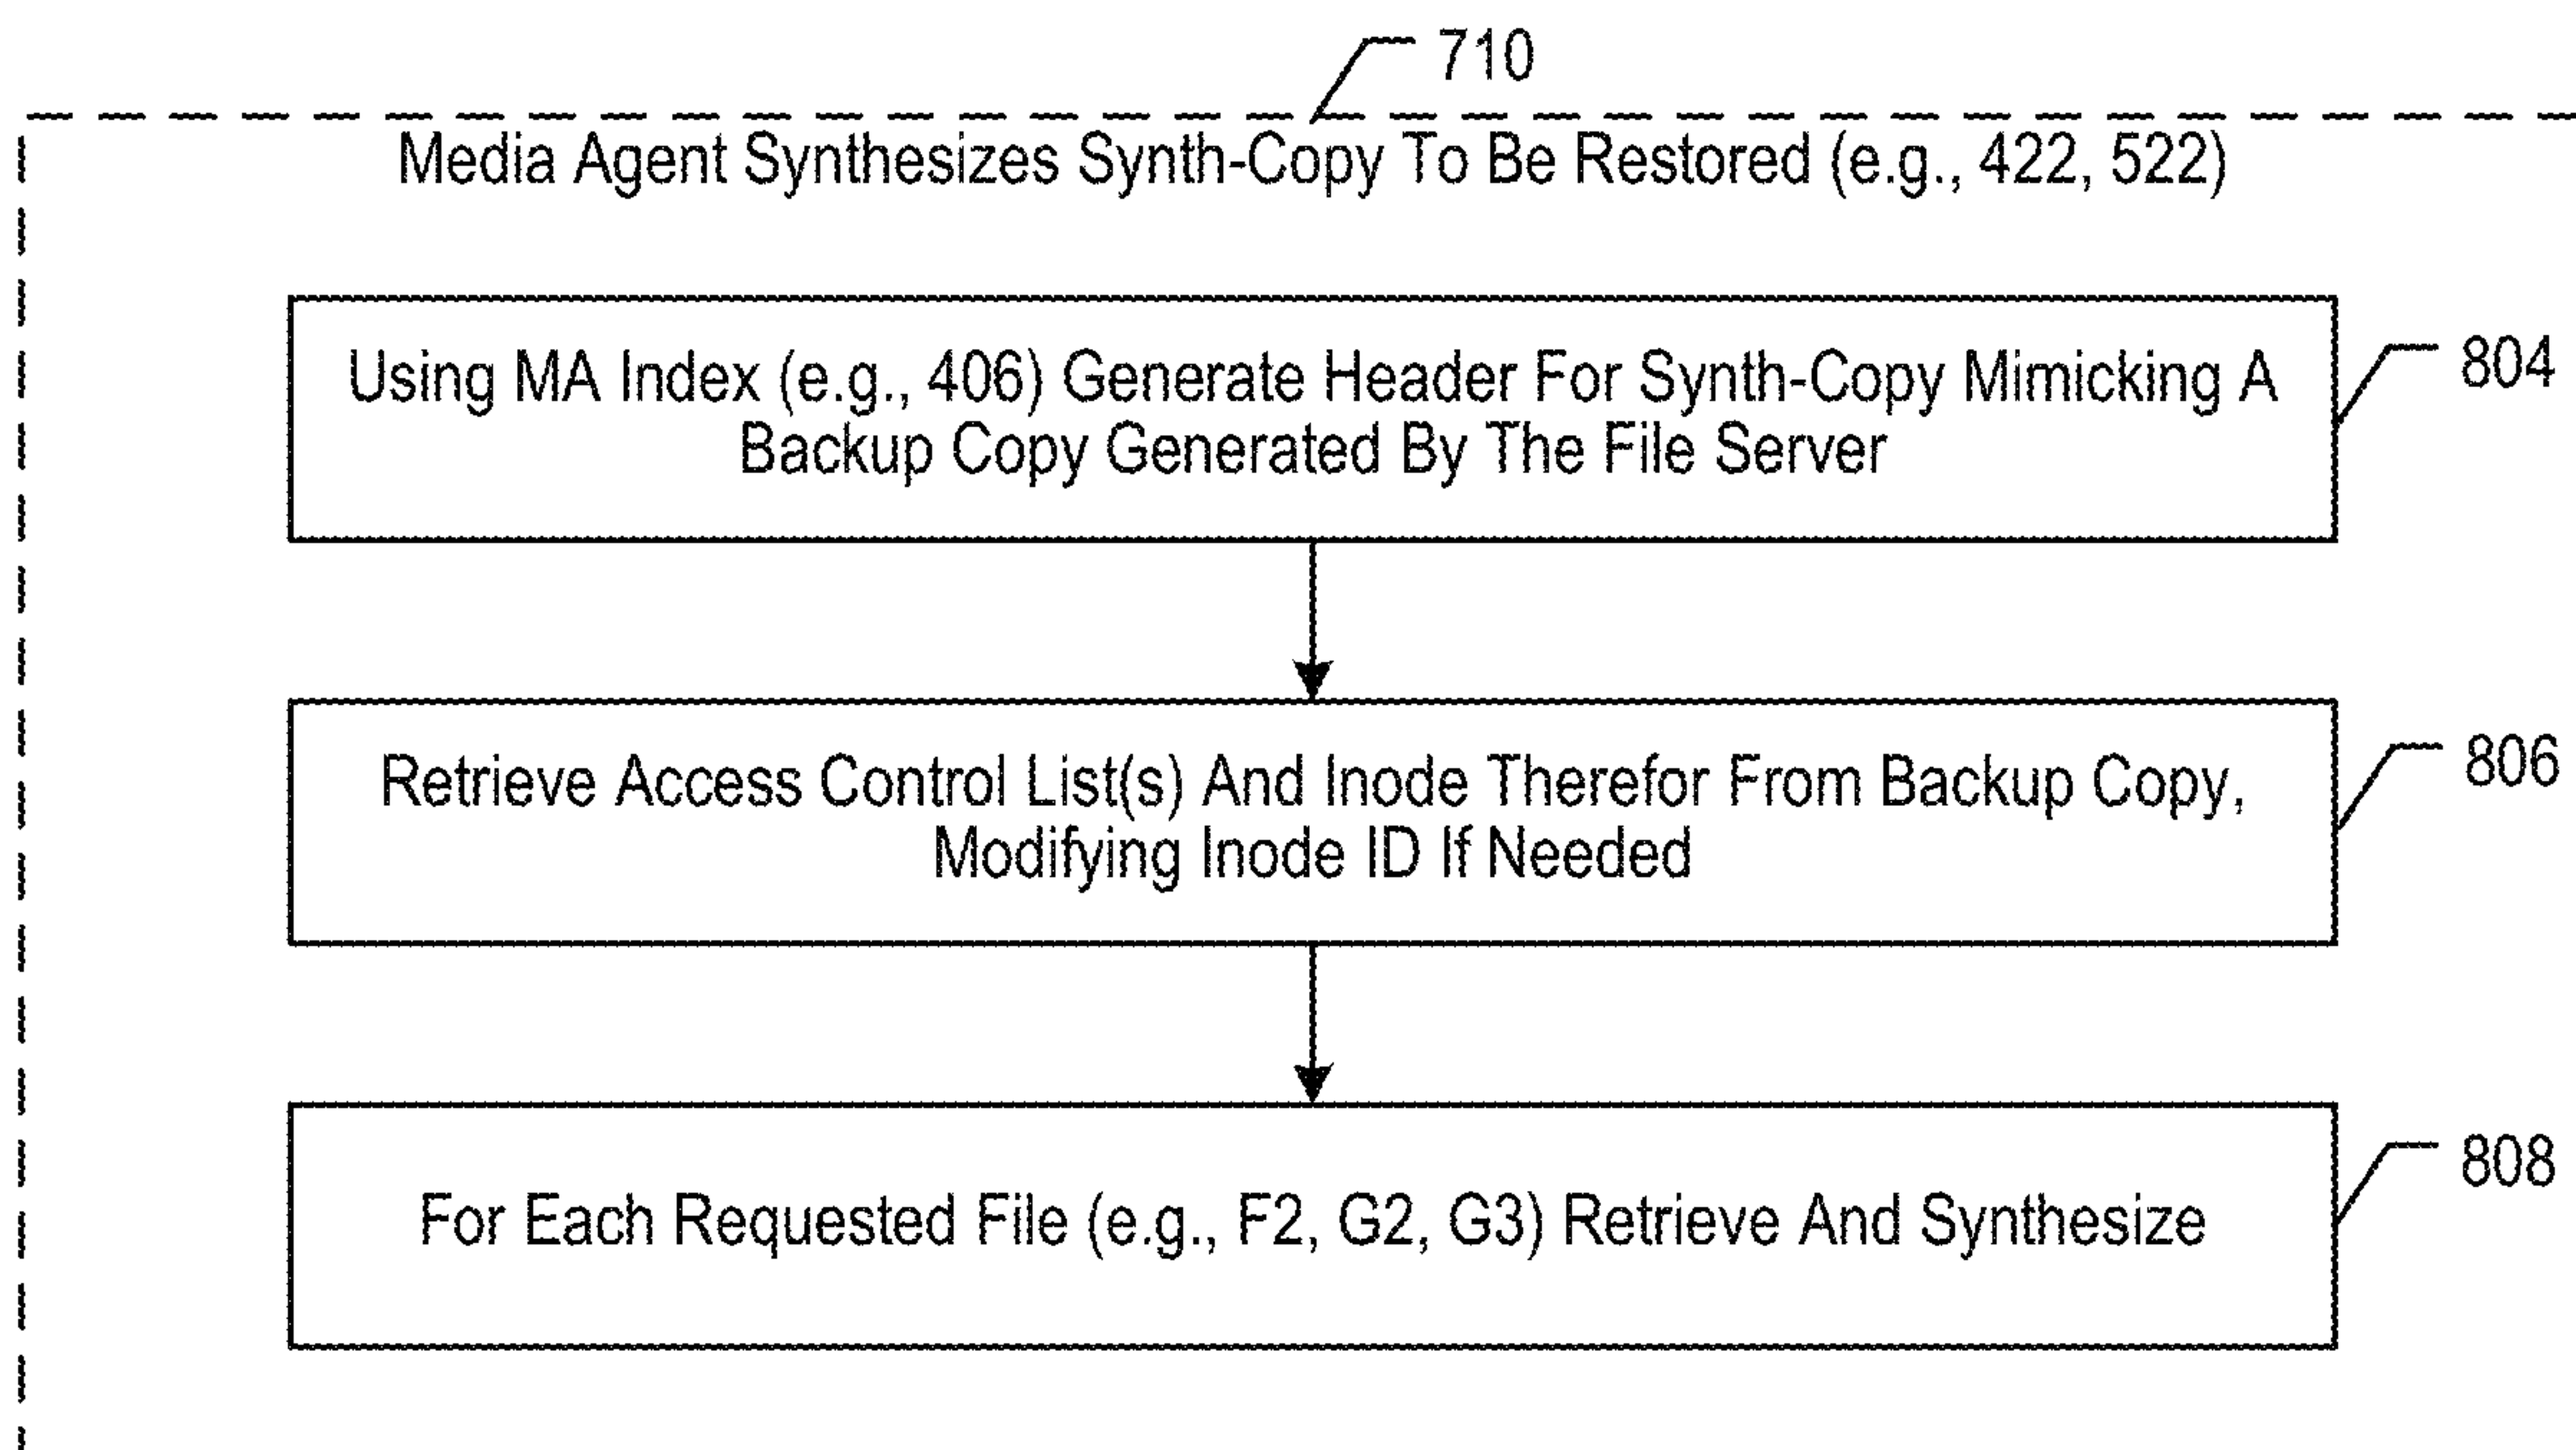 710
Media Agent Synthesizes Synth-Copy To Be Restored (e.g., 422, 522)
Using MA Index (e.g., 406) Generate Header For Synth-Copy Mimicking A
Backup Copy Generated By The File Server
804
Retrieve Access Control List(s) And Inode Therefor From Backup Copy,
Modifying Inode ID If Needed
806
For Each Requested File (e.g., F2, G2, G3) Retrieve And Synthesize
808